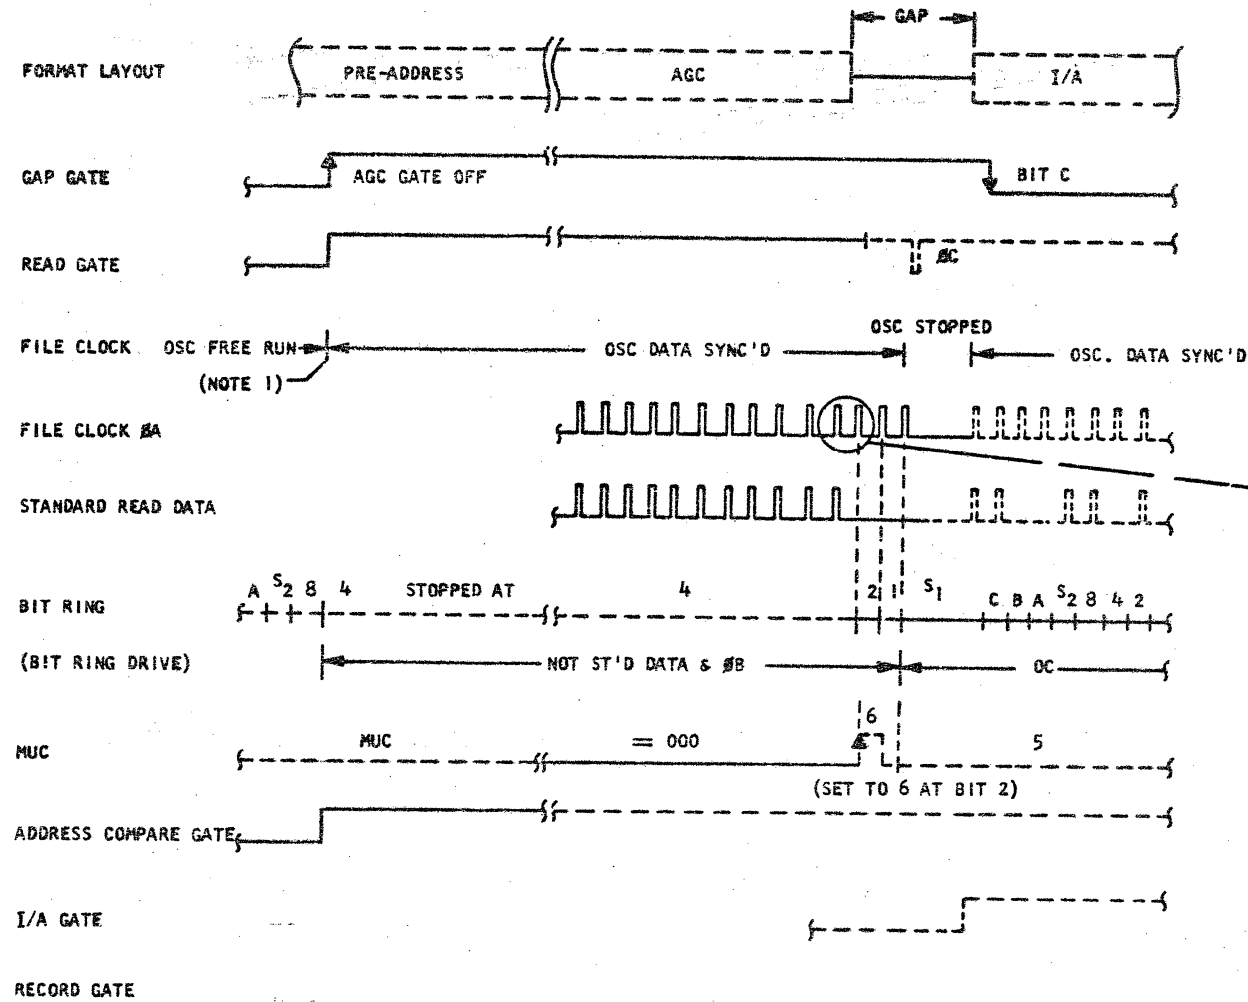 GAP
FORMAT LAYOUT PRE-ADDRESS AGC I/A
GAP GATE AGC GATE OFF BIT C
READ GATE ØC
OSC STOPPED
FILE CLOCK OSC FREE RUN OSC DATA SYNC'D OSC. DATA SYNC'D
(NOTE 1)
FILE CLOCK ØA
STANDARD READ DATA
BIT RING A S2 8 4 STOPPED AT 4 2 1 S1 C B A S2 8 4 2
(BIT RING DRIVE) NOT ST'D DATA & ØB OC
6
MUC MUC = 000 5
(SET TO 6 AT BIT 2)
ADDRESS COMPARE GATE
I/A GATE
RECORD GATE